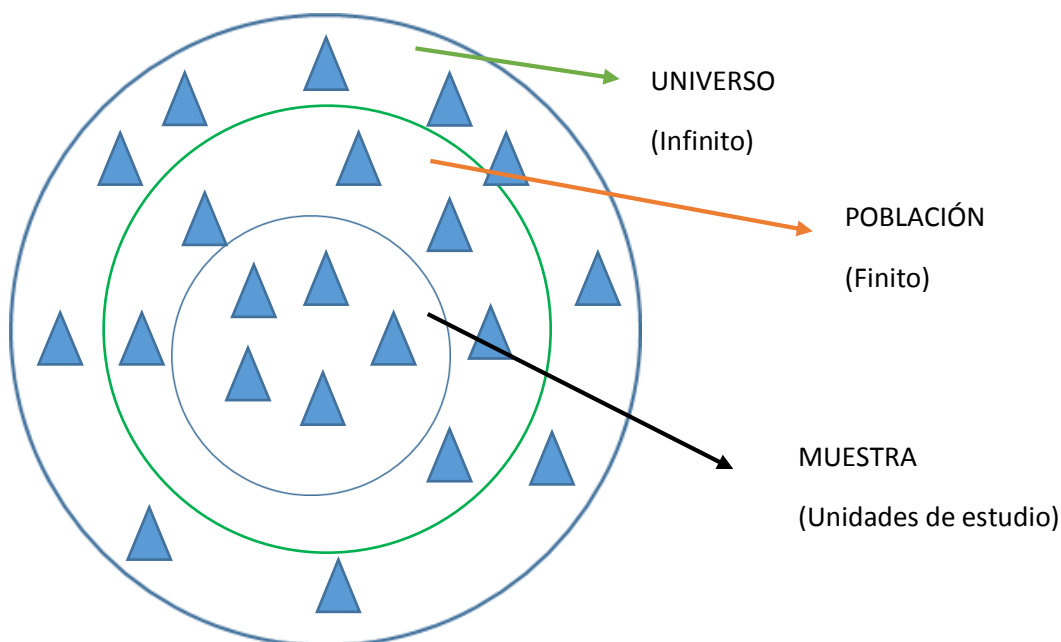 UNIVERSO
(Infinito)
POBLACIÓN
(Finito)
MUESTRA
(Unidades de estudio)